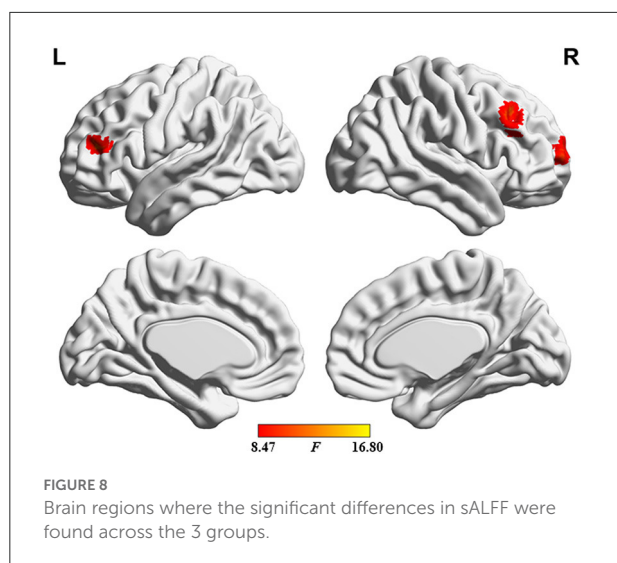 L R
8.47 F 16.80
FIGURE 8
Brain regions where the significant differences in sALFF were
found across the 3 groups.